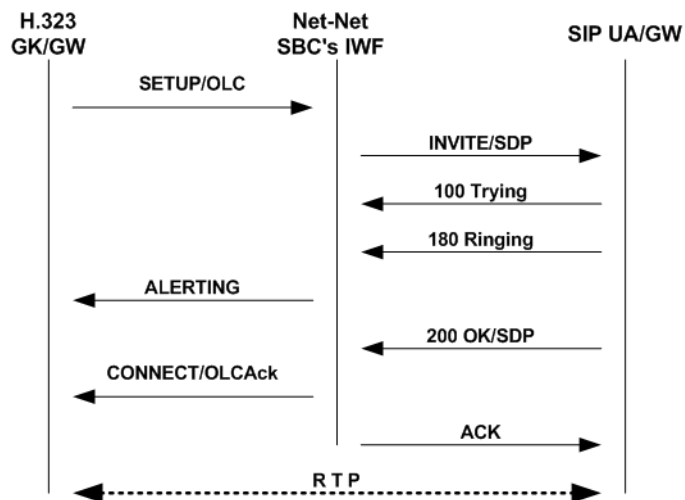 H.323
GK/GW
Net-Net
SBC's IWF
SIP UA/GW
SETUP/OLC
INVITE/SDP
100 Trying
180 Ringing
ALERTING
200 OK/SDP
CONNECT/OLCAck
ACK
R T P